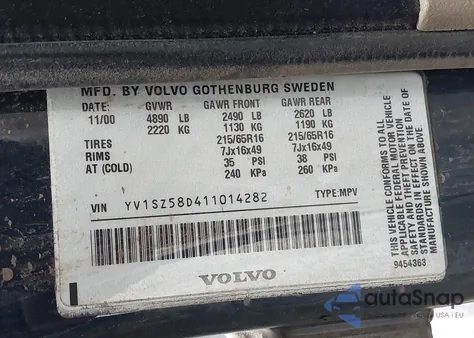 MFD. BY VOLVO GOTHENBURG SWEDEN
DATE: GVWR GAWR FRONT GAWR REAR
11/00 4890 LB 2490 LB 2620 LB
2220 KG 1130 KG 1190 KG
TIRES 215/65R16 215/65R16
RIMS 7Jx16x49 7Jx16x49
AT (COLD) 35 PSI 38 PSI
240 KPa 260 KPa
VIN YV1SZ58D411014282 TYPE: MPV
VOLVO
THIS VEHICLE CONFORMS TO ALL
APPLICABLE FEDERAL MOTOR VEHICLE
SAFETY AND THEFT
STANDARDS IN EFFECT ON THE DATE OF
MANUFACTURE SHOWN ABOVE.
9454363
autoSnap
USA - EU